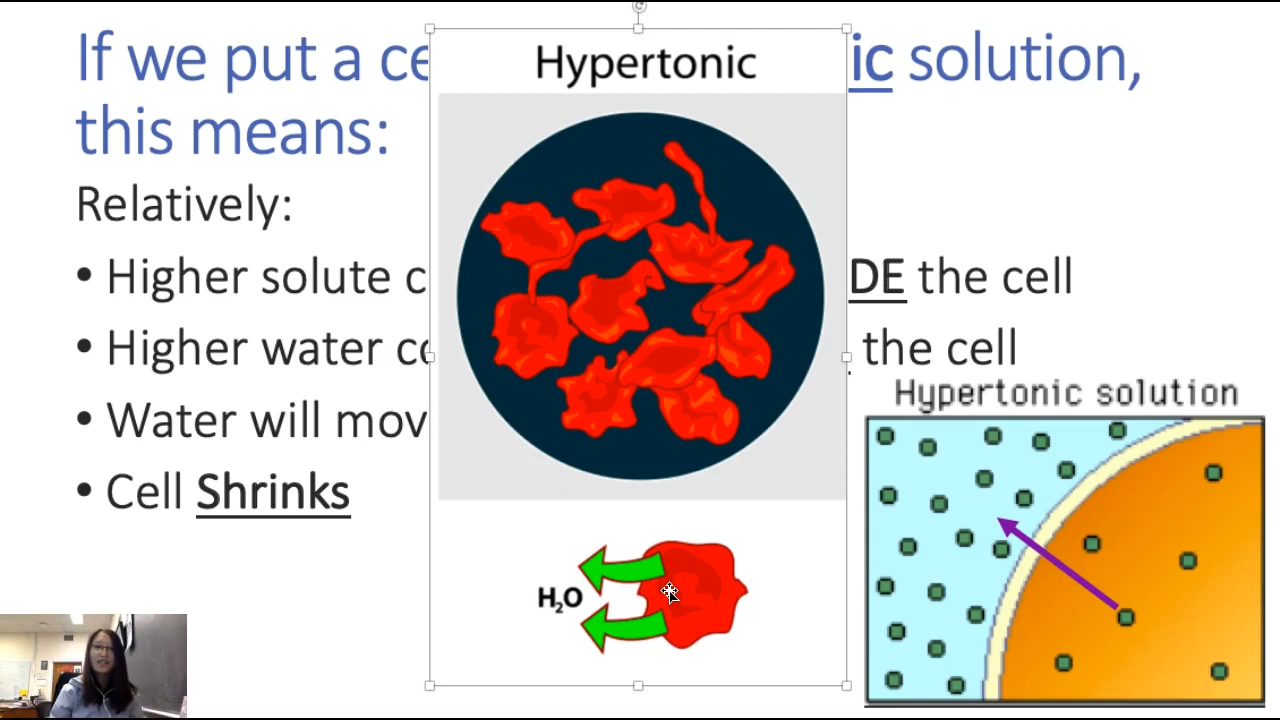 If we put a ce ic solution,
this means:
Relatively:
• Higher solute c DE the cell
• Higher water co the cell
• Water will mov
• Cell Shrinks
Hypertonic
H₂O
Hypertonic solution